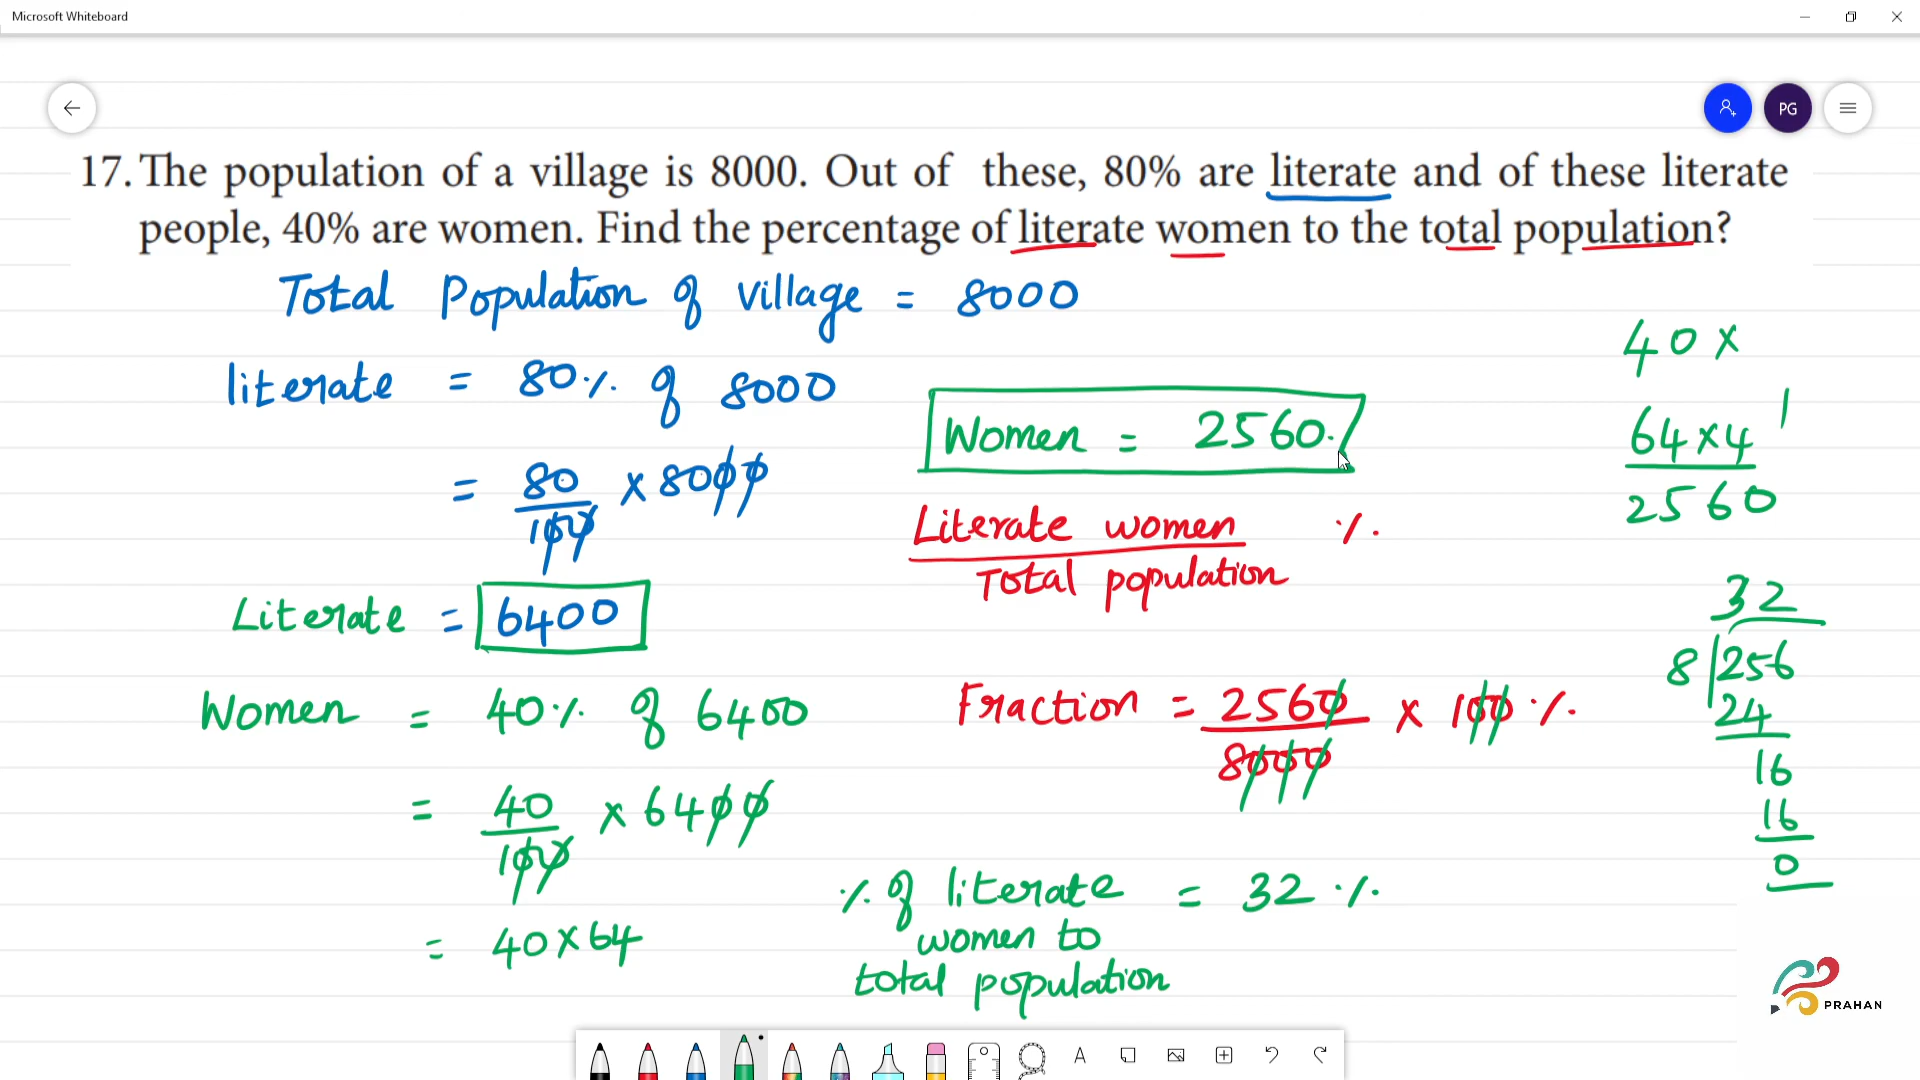 Microsoft Whiteboard
PG
17. The population of a village is 8000. Out of these, 80% are literate and of these literate
people, 40% are women. Find the percentage of literate women to the total population?
Total Population of village = 8000
literate = 80% of 8000
= 80/100 × 8000
Literate = 6400
Women = 40% of 6400
= 40/100 × 6400
= 40 × 64
Women = 2560.
Literate women %
Total population
Fraction = 2560/8000 × 100 %
% of literate = 32 %
women to
total population
40 ×
1
64 × 4
2560
32
8 256
24
16
16
0
PRAHAN
A